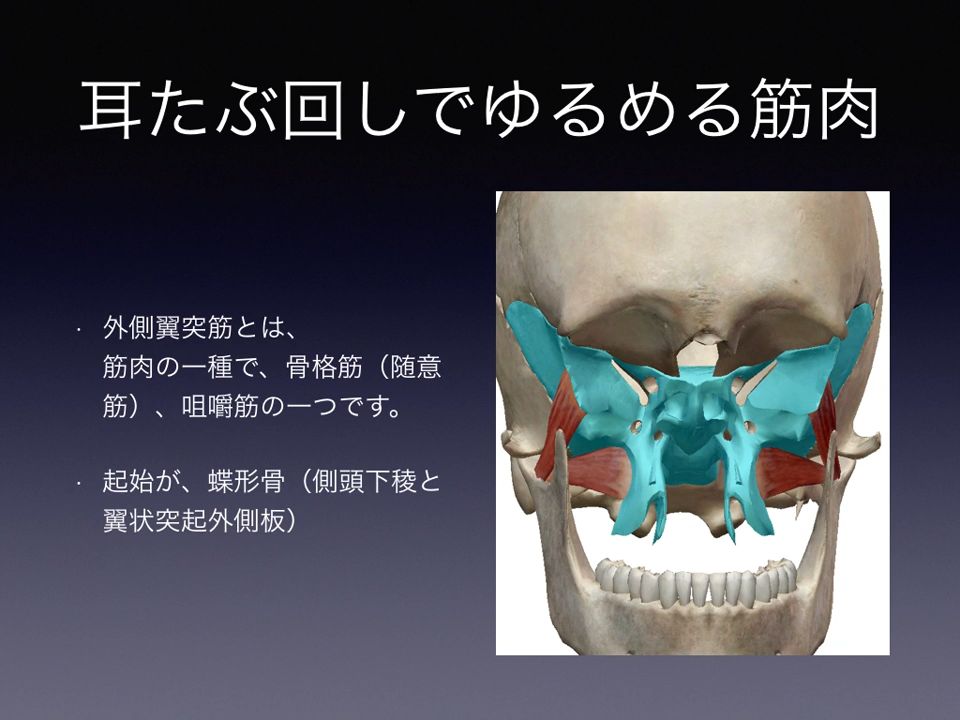 耳たぶ回しでゆるめる筋肉
・ 外側翼突筋とは、
筋肉の一種で、骨格筋（随意
筋）、咀嚼筋の一つです。
・ 起始が、蝶形骨（側頭下稜と
翼状突起外側板）